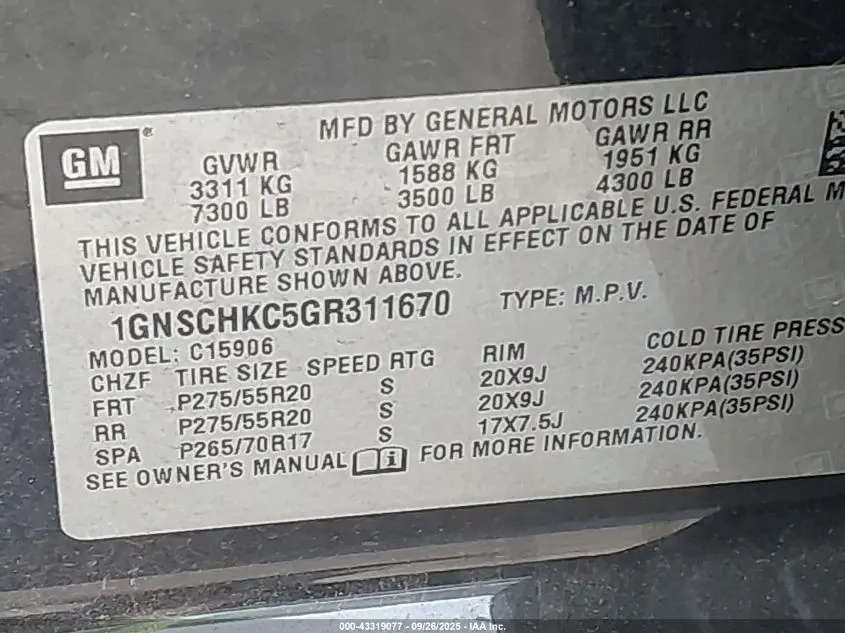 MFD BY GENERAL MOTORS LLC
GM
GVWR GAWR FRT GAWR RR
3311 KG 1588 KG 1951 KG
7300 LB 3500 LB 4300 LB
THIS VEHICLE CONFORMS TO ALL APPLICABLE U.S. FEDERAL M
VEHICLE SAFETY STANDARDS IN EFFECT ON THE DATE OF
MANUFACTURE SHOWN ABOVE.
1GNSCHKC5GR311670 TYPE: M.P.V.
MODEL: C15906
CHZF TIRE SIZE SPEED RTG RIM COLD TIRE PRESS
FRT P275/55R20 S 20X9J 240KPA(35PSI)
RR P275/55R20 S 20X9J 240KPA(35PSI)
SPA P265/70R17 S 17X7.5J 240KPA(35PSI)
SEE OWNER'S MANUAL i FOR MORE INFORMATION.
000-43319077 - 09/26/2025 - IAA Inc.